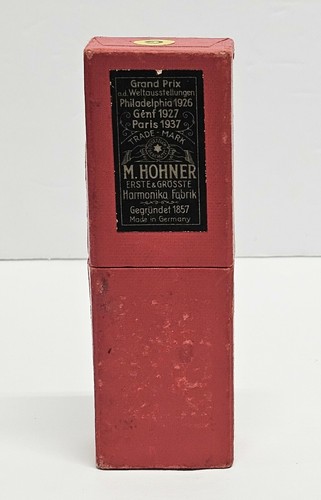 Grand Prix
a.d. Weltausstellungen
Philadelphia 1926
Genf 1927
Paris 1937
TRADE-MARK
M. HOHNER
ERSTE & GRÖSSTE
Harmonika Fabrik
Gegründet 1857
Made in Germany